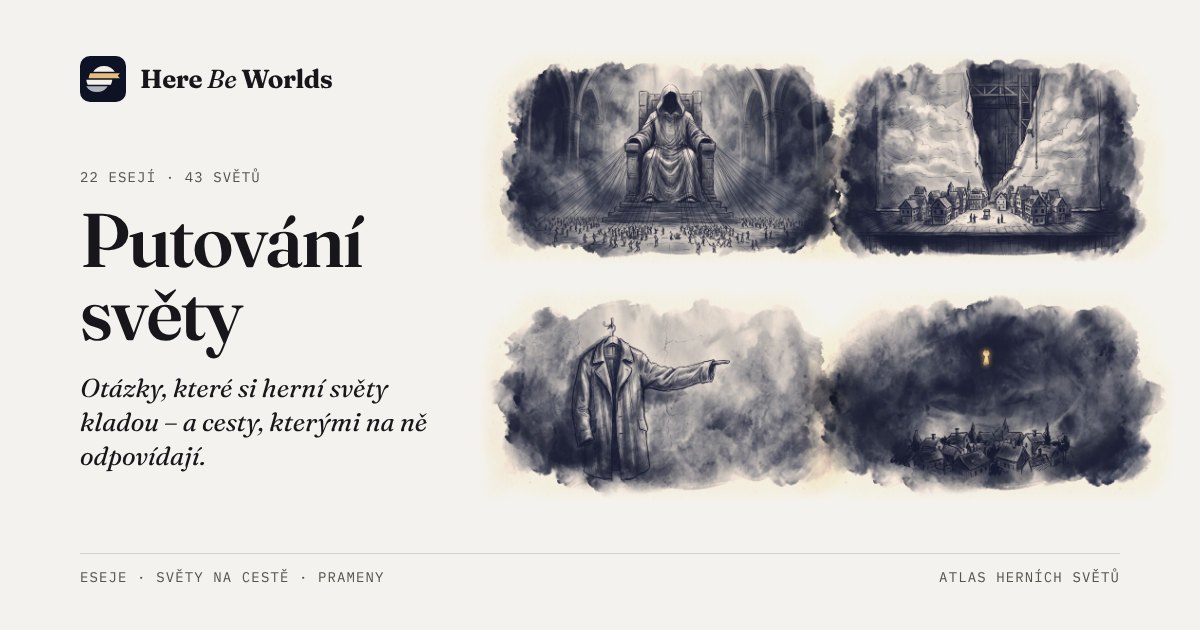 Here Be Worlds
22 ESEJÍ · 43 SVĚTŮ
Putování
světy
Otázky, které si herní světy
kladou – a cesty, kterými na ně
odpovídají.
ESEJE · SVĚTY NA CESTĚ · PRAMENY
ATLAS HERNÍCH SVĚTŮ